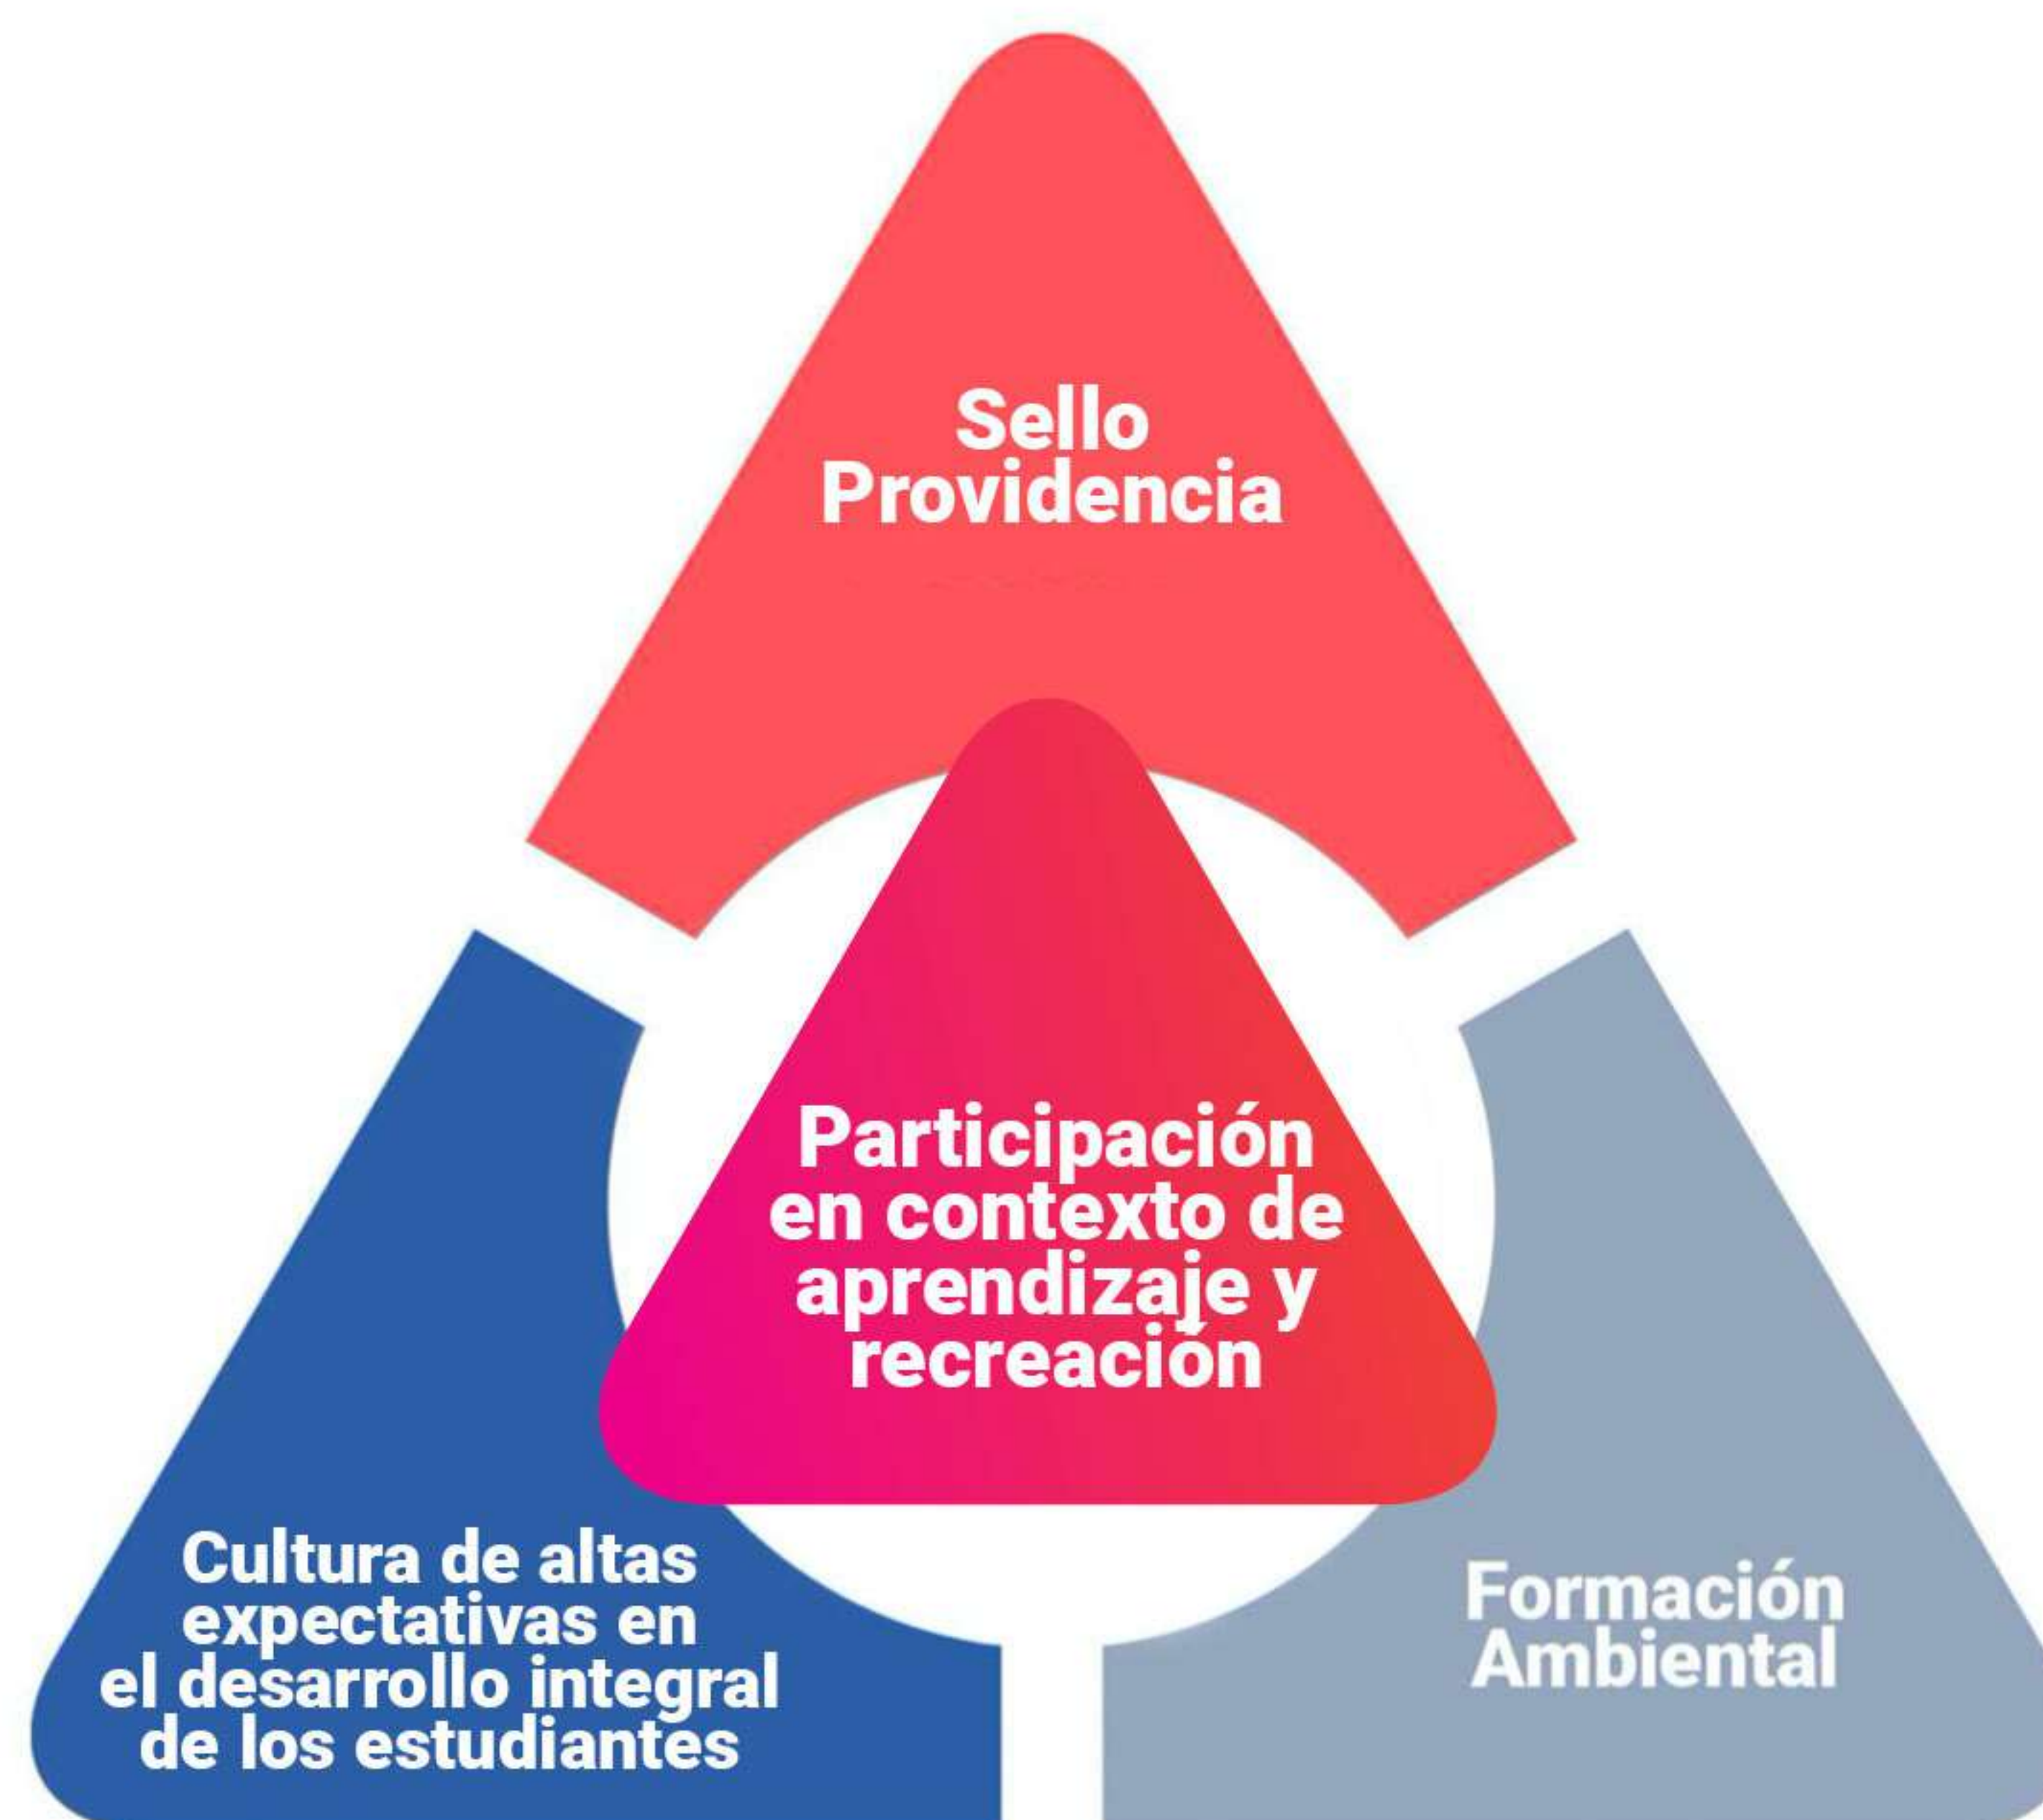 Sello
Providencia
Participación
en contexto de
aprendizaje y
recreación
Cultura de altas
expectativas en
el desarrollo integral
de los estudiantes
Formación
Ambiental